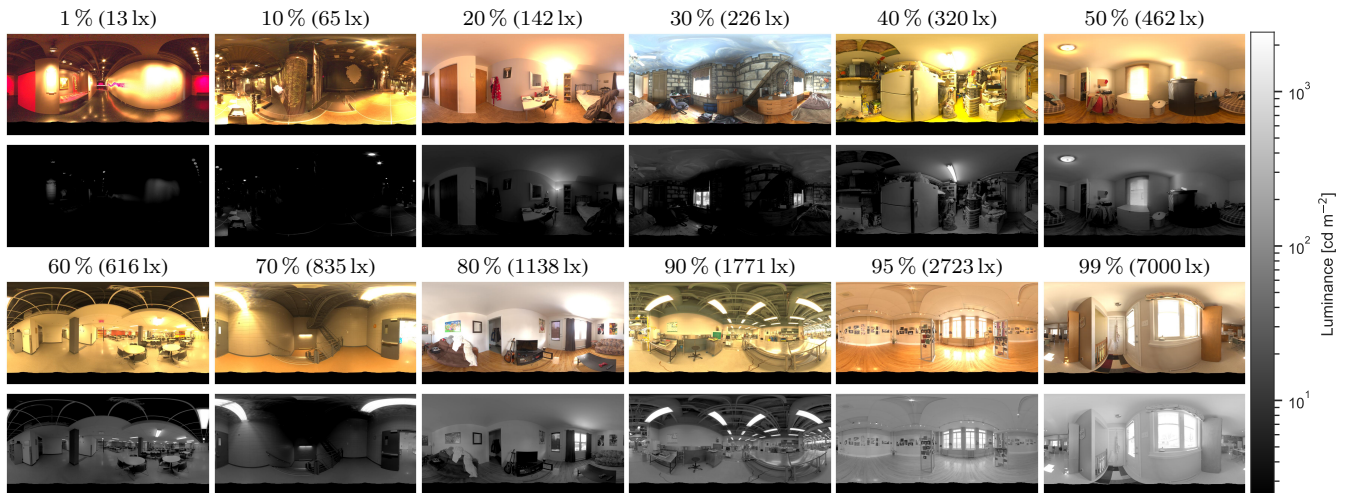 1 % (13 lx) 10 % (65 lx) 20 % (142 lx) 30 % (226 lx) 40 % (320 lx) 50 % (462 lx)
10³
10²
10¹
Luminance [cd m⁻²]
60 % (616 lx) 70 % (835 lx) 80 % (1138 lx) 90 % (1771 lx) 95 % (2723 lx) 99 % (7000 lx)